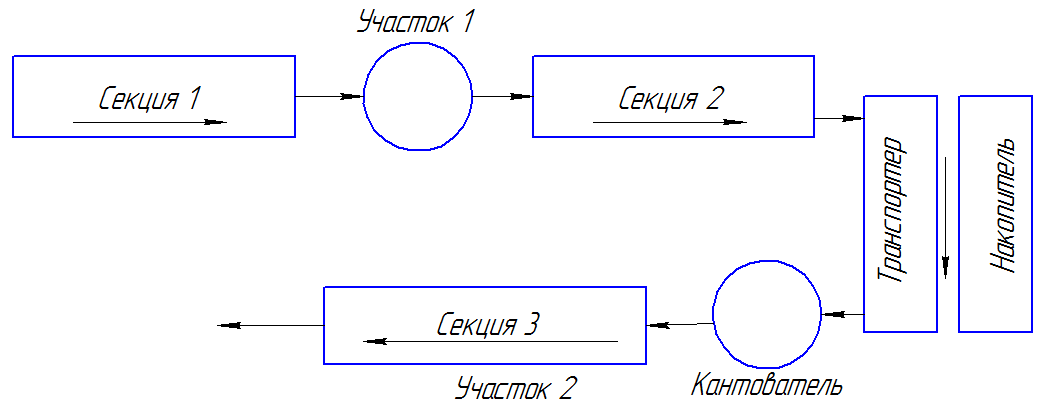 Участок 1
Секция 1
Секция 2
Транспортер
Накопитель
Секция 3
Участок 2
Кантователь